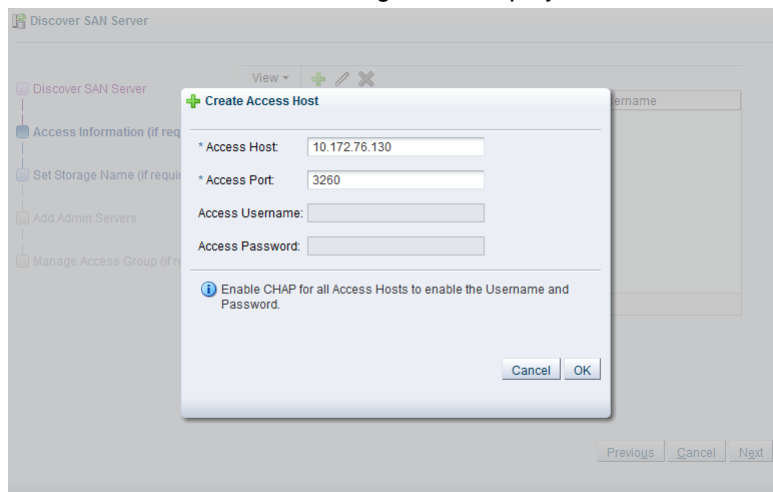 Discover SAN Server
View
Discover SAN Server
Create Access Host
ername
Access Information (if req
* Access Host: 10.172.76.130
Set Storage Name (if requi
* Access Port: 3260
Add Admin Servers
Access Username:
Access Password:
Manage Access Group (if r
Enable CHAP for all Access Hosts to enable the Username and
Password.
Cancel OK
Previous Cancel Next